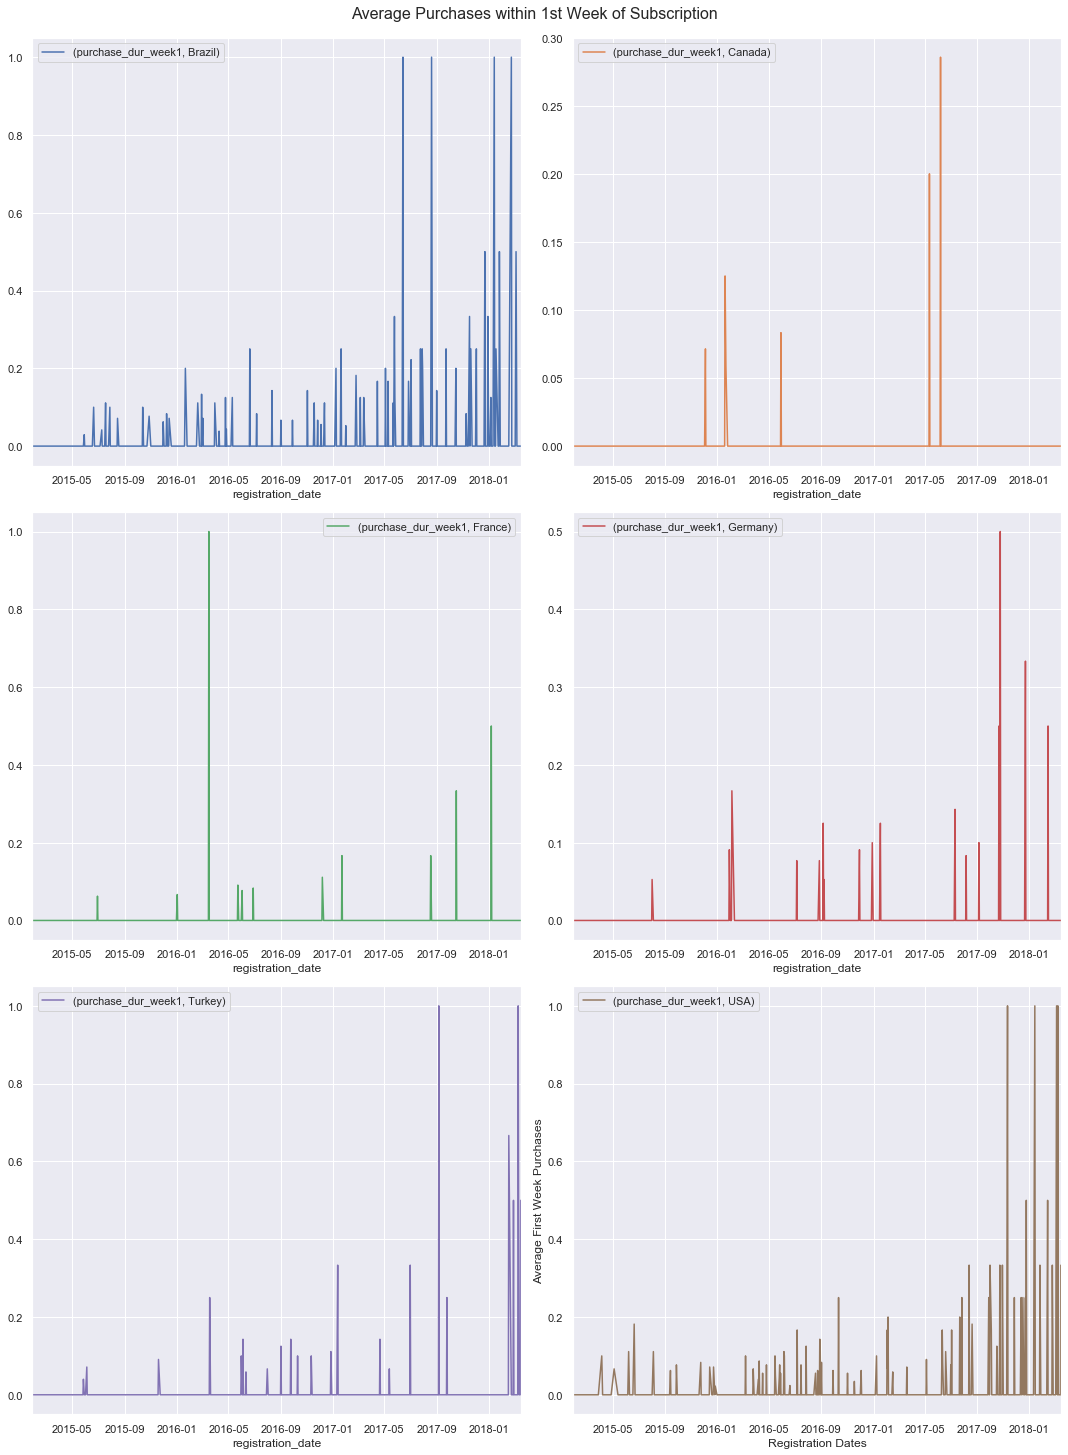 Average Purchases within 1st Week of Subscription
(purchase_dur_week1, Brazil)
1.0
0.8
0.6
0.4
0.2
0.0
2015-05 2015-09 2016-01 2016-05 2016-09 2017-01 2017-05 2017-09 2018-01
registration_date
(purchase_dur_week1, Canada)
0.30
0.25
0.20
0.15
0.10
0.05
0.00
2015-05 2015-09 2016-01 2016-05 2016-09 2017-01 2017-05 2017-09 2018-01
registration_date
(purchase_dur_week1, France)
1.0
0.8
0.6
0.4
0.2
0.0
2015-05 2015-09 2016-01 2016-05 2016-09 2017-01 2017-05 2017-09 2018-01
registration_date
(purchase_dur_week1, Germany)
0.5
0.4
0.3
0.2
0.1
0.0
2015-05 2015-09 2016-01 2016-05 2016-09 2017-01 2017-05 2017-09 2018-01
registration_date
(purchase_dur_week1, Turkey)
1.0
0.8
0.6
0.4
0.2
0.0
2015-05 2015-09 2016-01 2016-05 2016-09 2017-01 2017-05 2017-09 2018-01
registration_date
(purchase_dur_week1, USA)
Average First Week Purchases
1.0
0.8
0.6
0.4
0.2
0.0
2015-05 2015-09 2016-01 2016-05 2016-09 2017-01 2017-05 2017-09 2018-01
Registration Dates